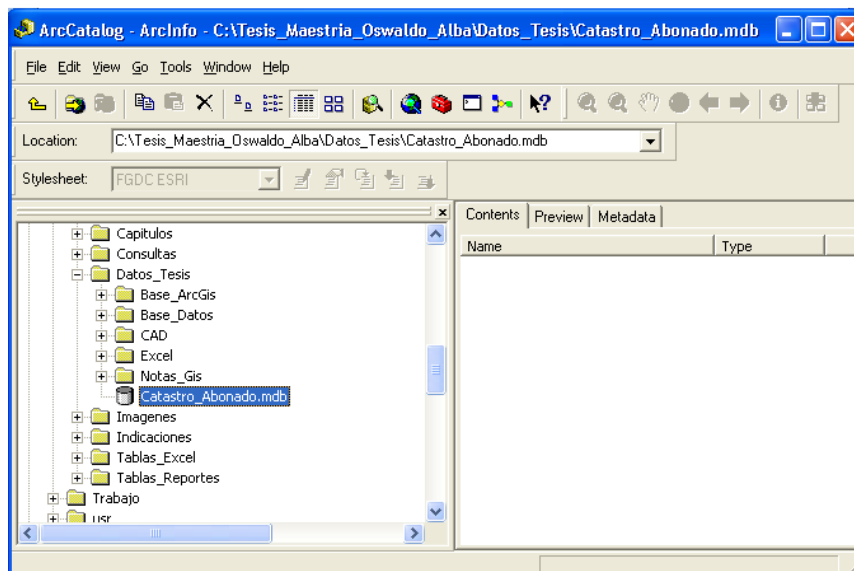 ArcCatalog - ArcInfo - C:\Tesis_Maestria_Oswaldo_Alba\Datos_Tesis\Catastro_Abonado.mdb
File Edit View Go Tools Window Help
Location: C:\Tesis_Maestria_Oswaldo_Alba\Datos_Tesis\Catastro_Abonado.mdb
Stylesheet: FGDC ESRI
Contents Preview Metadata
Name Type
Capitulos
Consultas
Datos_Tesis
Base_ArcGis
Base_Datos
CAD
Excel
Notas_Gis
Catastro_Abonado.mdb
Imagenes
Indicaciones
Tablas_Excel
Tablas_Reportes
Trabajo
usr